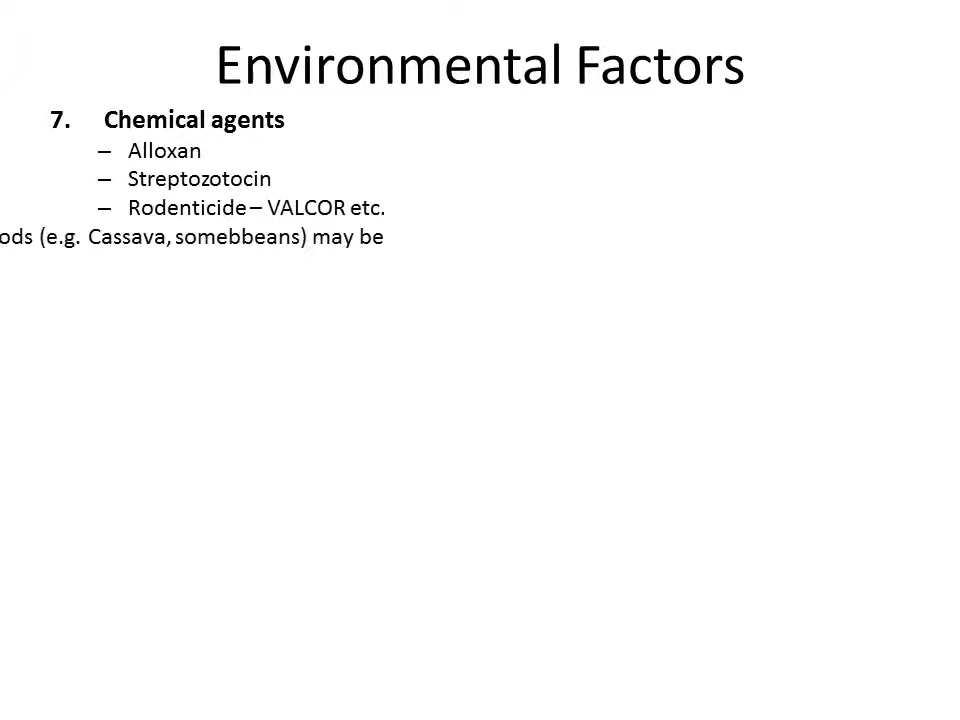 Environmental Factors
7. Chemical agents
– Alloxan
– Streptozotocin
– Rodenticide – VALCOR etc.
ods (e.g. Cassava, somebbeans) may be